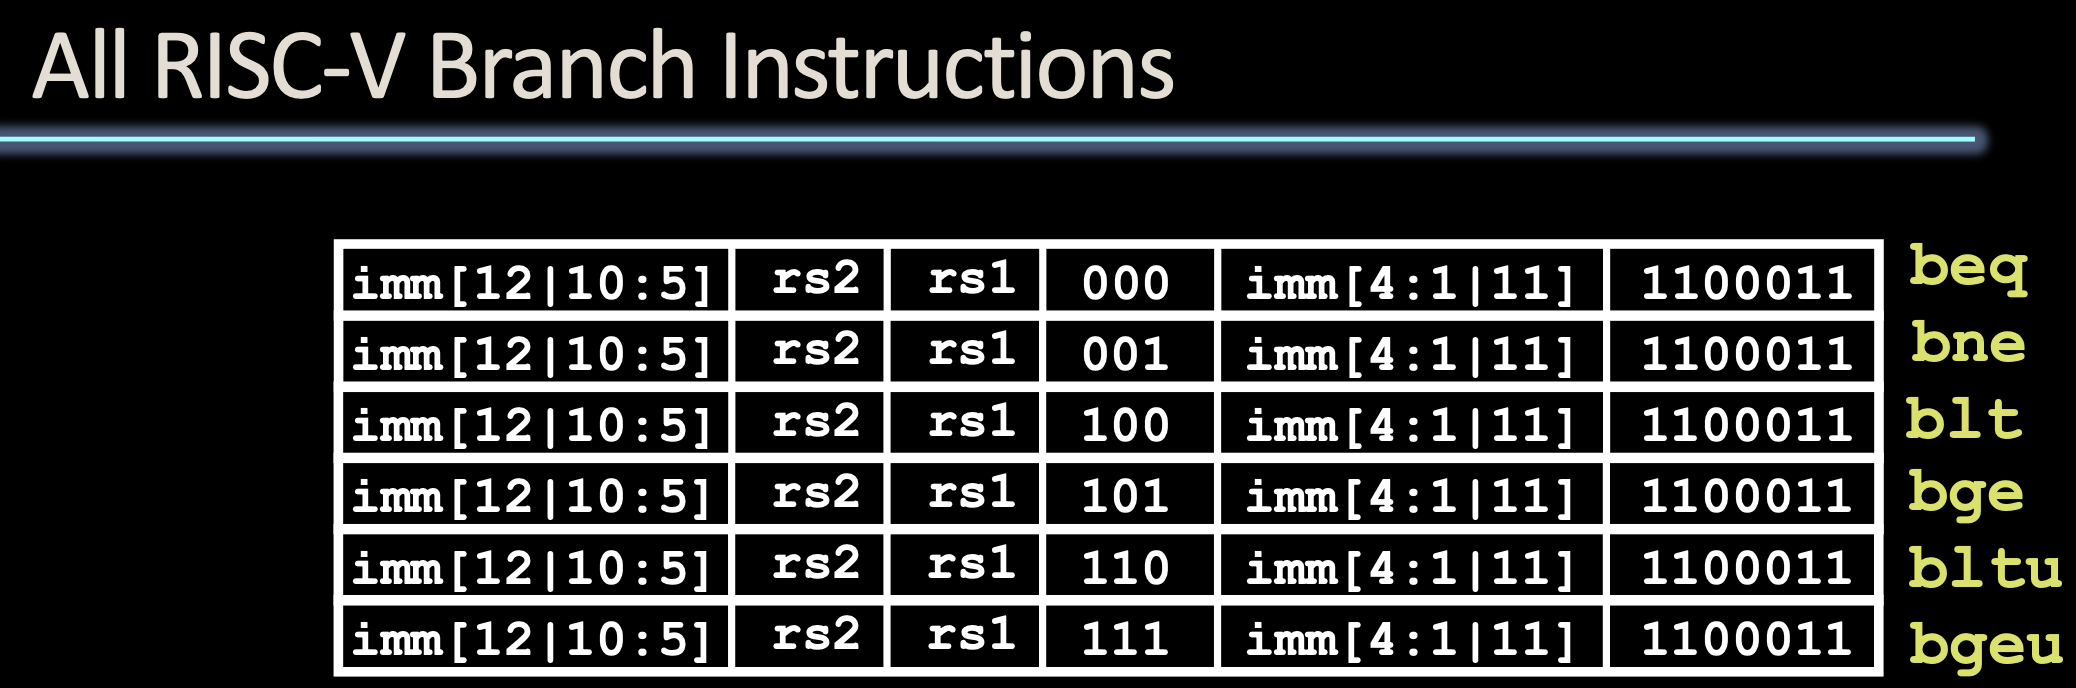 All RISC-V Branch Instructions
imm[12|10:5] rs2 rs1 000 imm[4:1|11] 1100011 beq
imm[12|10:5] rs2 rs1 001 imm[4:1|11] 1100011 bne
imm[12|10:5] rs2 rs1 100 imm[4:1|11] 1100011 blt
imm[12|10:5] rs2 rs1 101 imm[4:1|11] 1100011 bge
imm[12|10:5] rs2 rs1 110 imm[4:1|11] 1100011 bltu
imm[12|10:5] rs2 rs1 111 imm[4:1|11] 1100011 bgeu